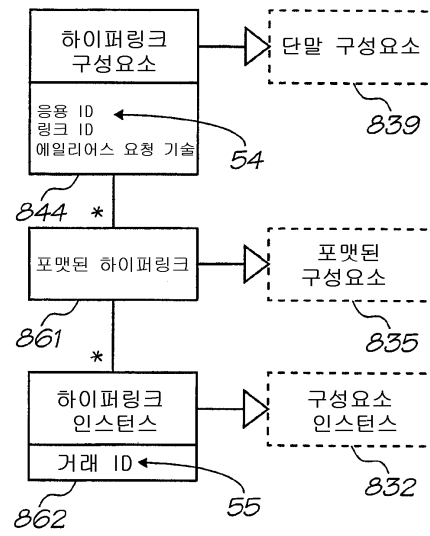 하이퍼링크
구성요소
단말 구성요소
839
응용 ID
링크 ID
에일리어스 요청 기술
54
844
*
포맷된 하이퍼링크
포맷된
구성요소
861
835
*
하이퍼링크
인스턴스
구성요소
인스턴스
832
거래 ID
862
55